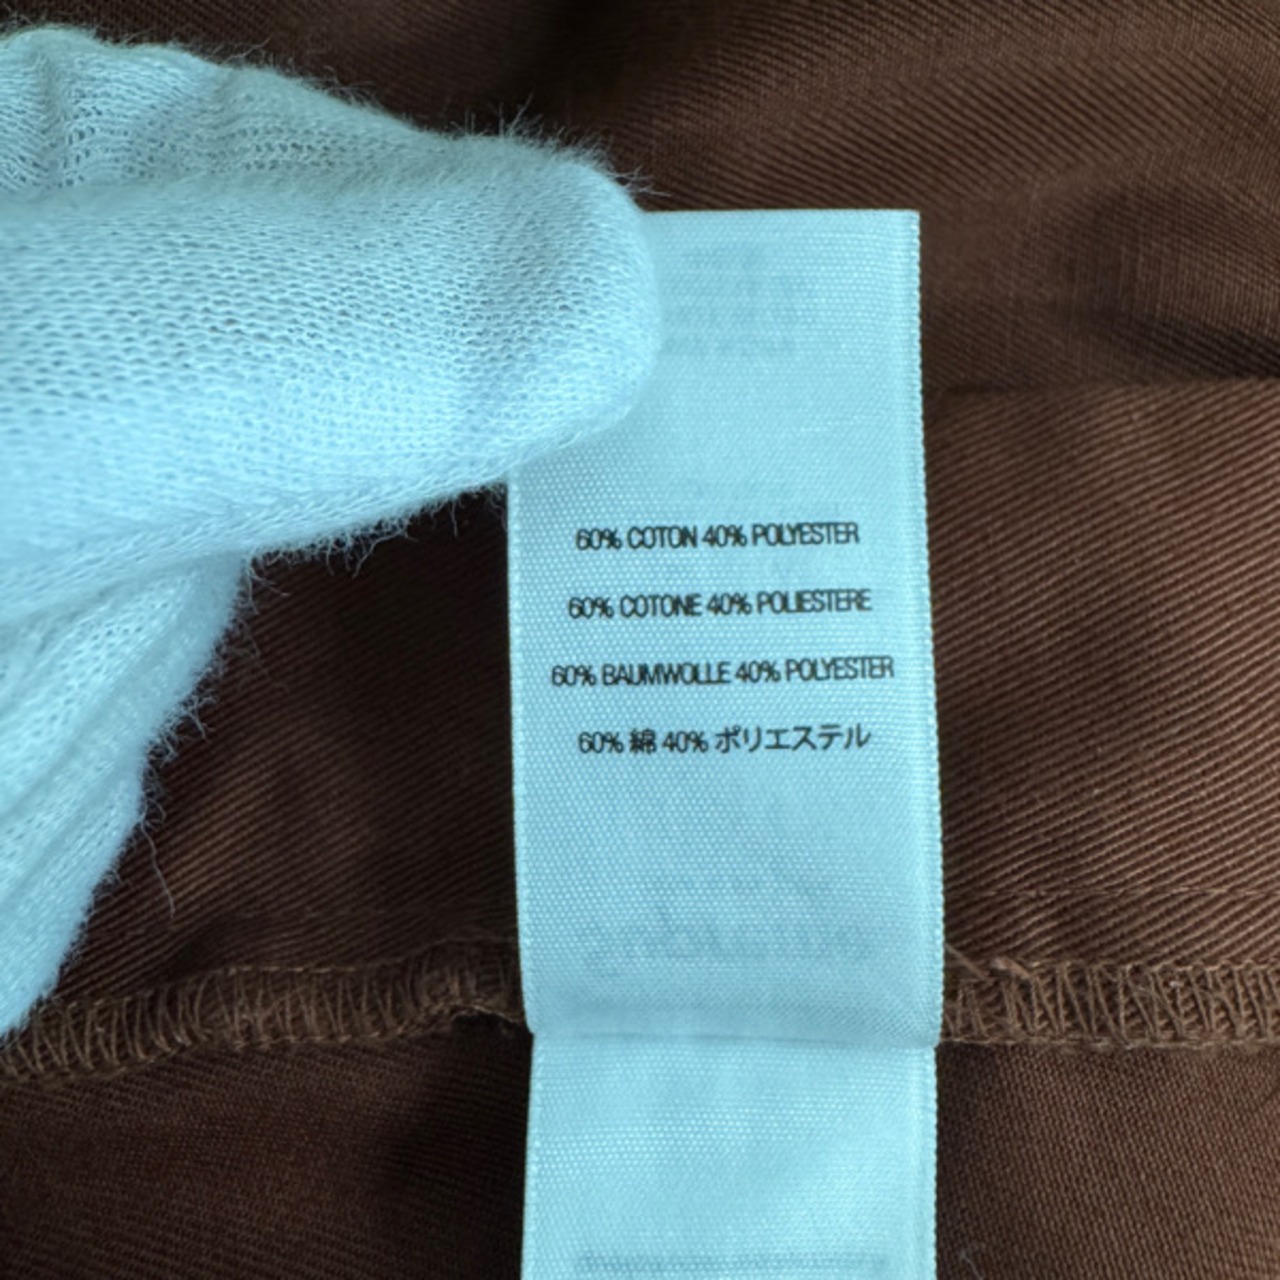 60% COTON 40% POLYESTER
60% COTONE 40% POLIESTERE
60% BAUMWOLLE 40% POLYESTER
60% 綿 40% ポリエステル